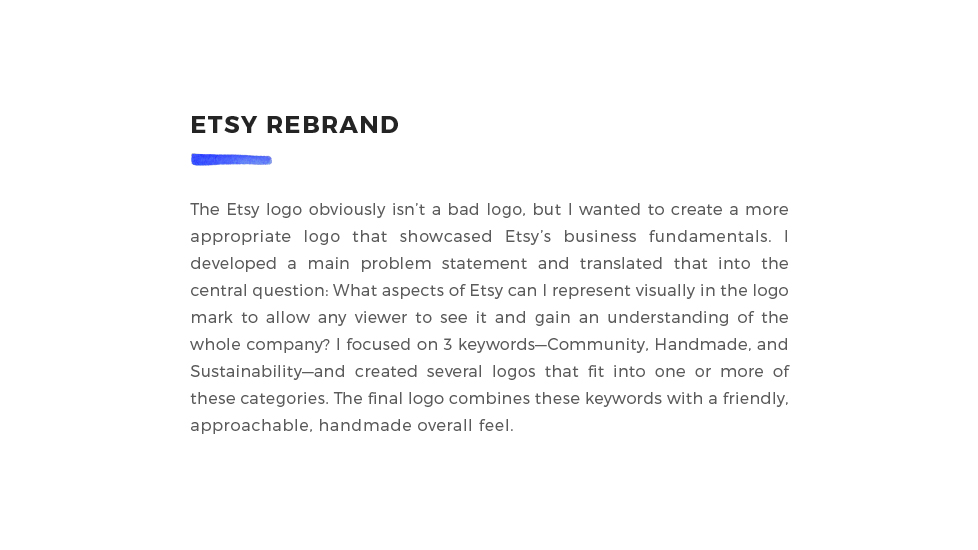 ETSY REBRAND
The Etsy logo obviously isn’t a bad logo, but I wanted to create a more
appropriate logo that showcased Etsy’s business fundamentals. I
developed a main problem statement and translated that into the
central question: What aspects of Etsy can I represent visually in the logo
mark to allow any viewer to see it and gain an understanding of the
whole company? I focused on 3 keywords—Community, Handmade, and
Sustainability—and created several logos that fit into one or more of
these categories. The final logo combines these keywords with a friendly,
approachable, handmade overall feel.